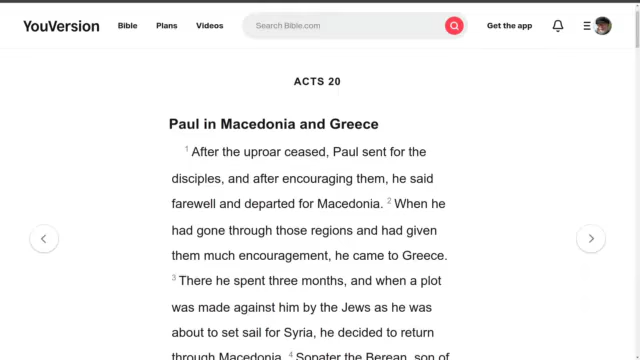 YouVersion Bible Plans Videos Search Bible.com Get the app
ACTS 20
Paul in Macedonia and Greece
1 After the uproar ceased, Paul sent for the
disciples, and after encouraging them, he said
farewell and departed for Macedonia. 2 When he
had gone through those regions and had given
them much encouragement, he came to Greece.
3 There he spent three months, and when a plot
was made against him by the Jews as he was
about to set sail for Syria, he decided to return
through Macedonia. 4 Sopater the Berean, son of